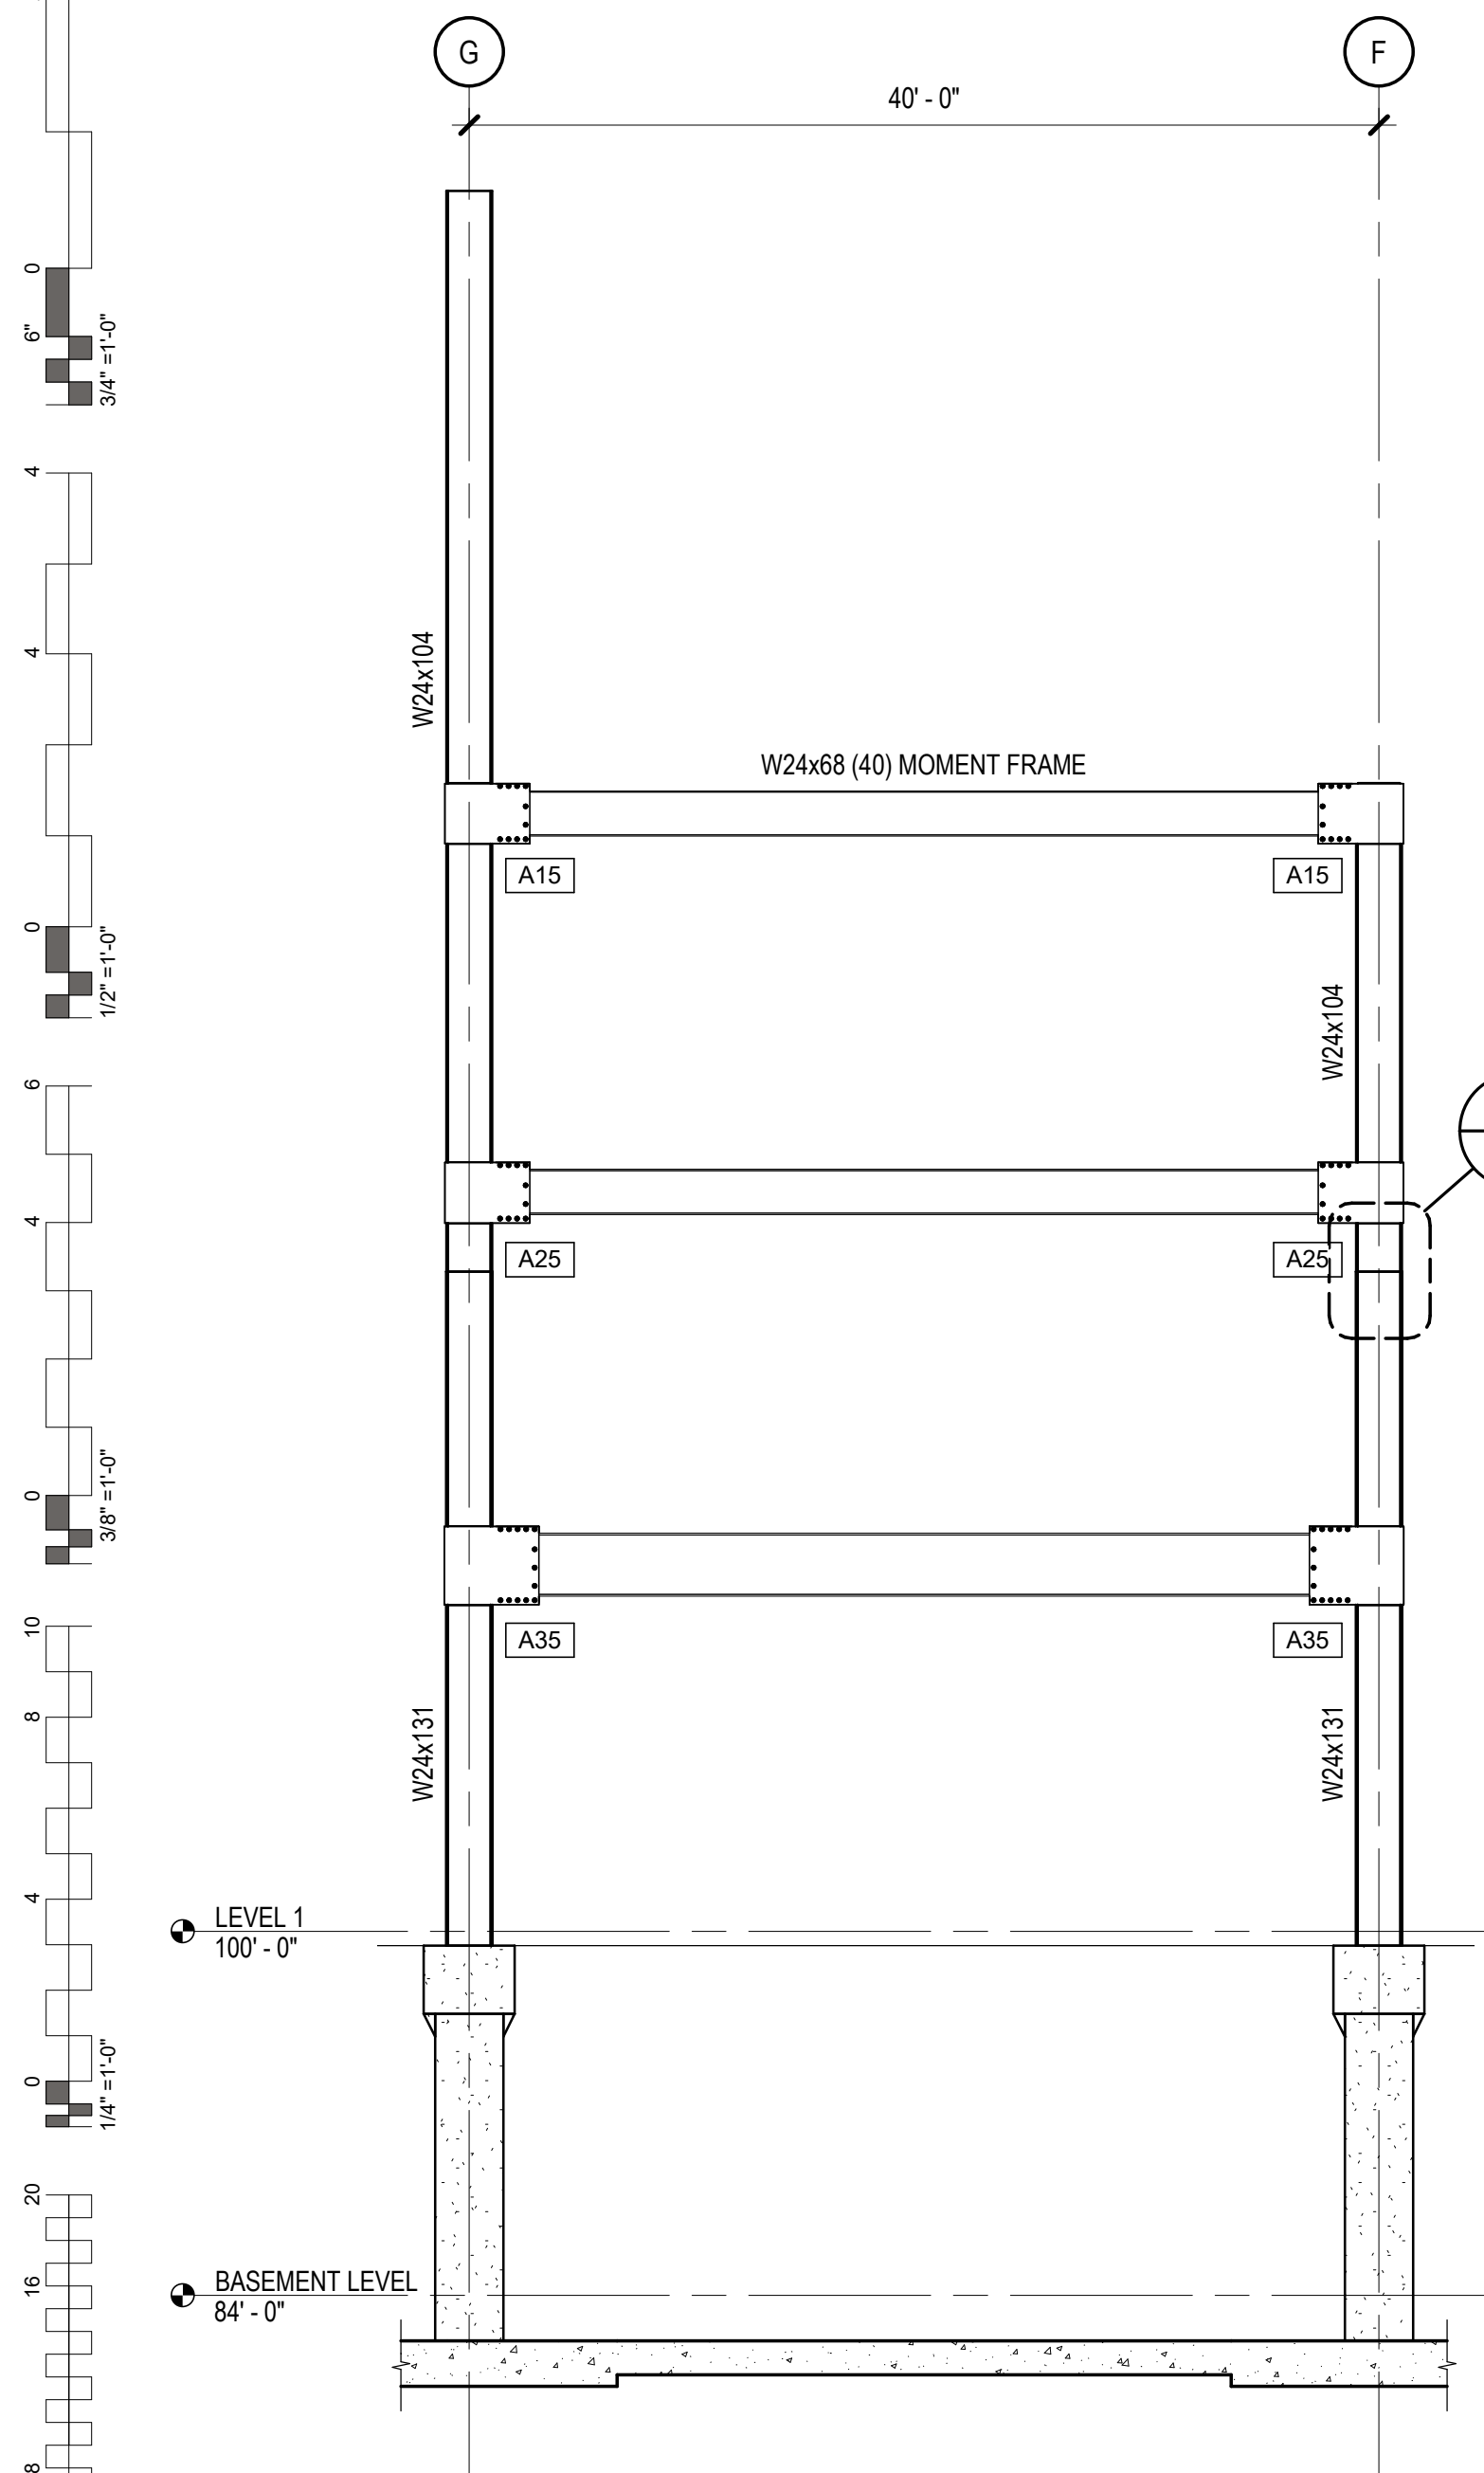 G
F
40' - 0"
0
6"
3/4" =1'-0"
4
4
0
1/2" =1'-0"
W24x104
W24x68 (40) MOMENT FRAME
A15
A15
W24x104
6
4
0
3/8" =1'-0"
A25
A25
A35
A35
W24x131
W24x131
10
8
4
0
1/4" =1'-0"
LEVEL 1
100' - 0"
BASEMENT LEVEL
84' - 0"
20
16
8